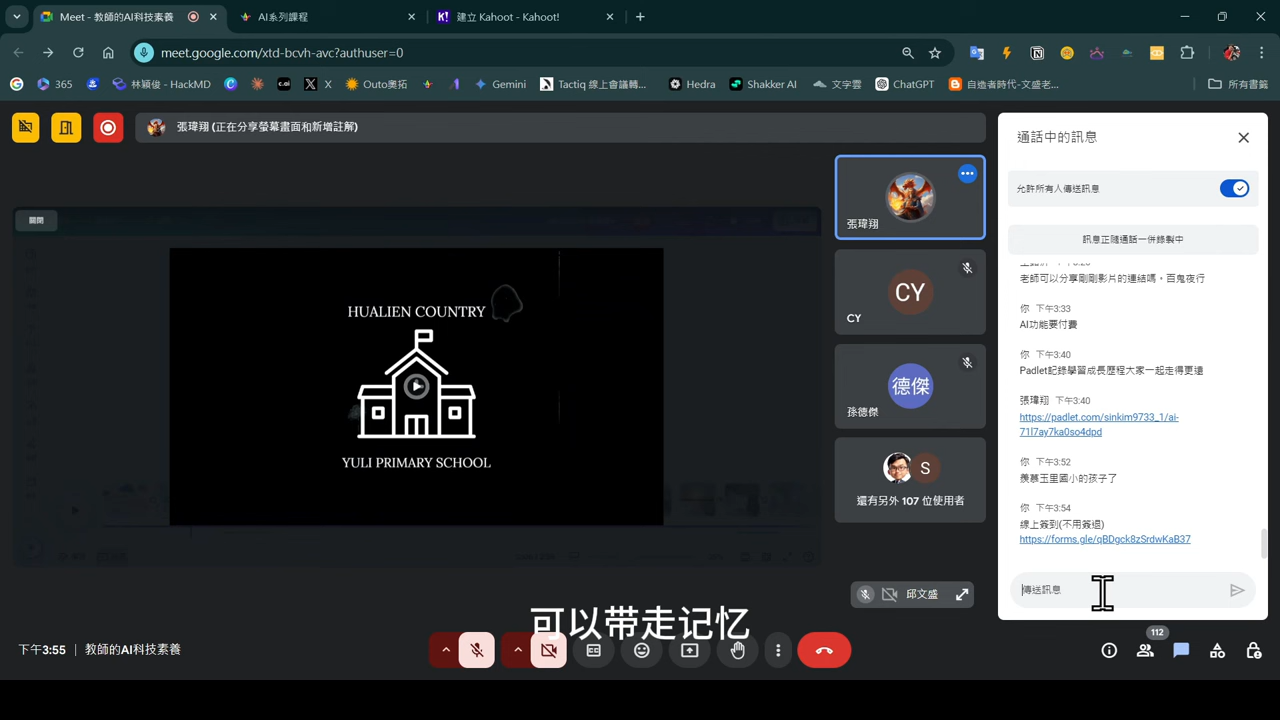 Meet - 教師的AI科技素養
AI系列課程
建立 Kahoot! - Kahoot!
meet.google.com/xtd-bcvh-avc?authuser=0
365
林穎俊 - HackMD
c.ai
X
Outo奧拓
Gemini
Tactiq 線上會議轉...
Hedra
Shakker AI
文字雲
ChatGPT
自造者時代-文盛老...
所有書籤
張瑋翔 (正在分享螢幕畫面和新增註解)
關閉
HUALIEN COUNTRY
YULI PRIMARY SCHOOL
張瑋翔
CY
CY
德傑
孫德傑
S
還有另外 107 位使用者
邱文盛
通話中的訊息
允許所有人傳送訊息
訊息正隨通話一併錄製中
老師可以分享剛剛影片的連結嗎。百鬼夜行
你 下午3:33
AI功能要付費
你 下午3:40
Padlet記錄學習成長歷程大家一起走得更遠
張瑋翔 下午3:40
https://padlet.com/sinkim9733_1/ai-
71l7ay7ka0so4dpd
你 下午3:52
羨慕玉里國小的孩子了
你 下午3:54
線上簽到(不用簽退)
https://forms.gle/qBDgck8zSrdwKaB37
傳送訊息
可以带走记忆
下午3:55
教師的AI科技素養
112